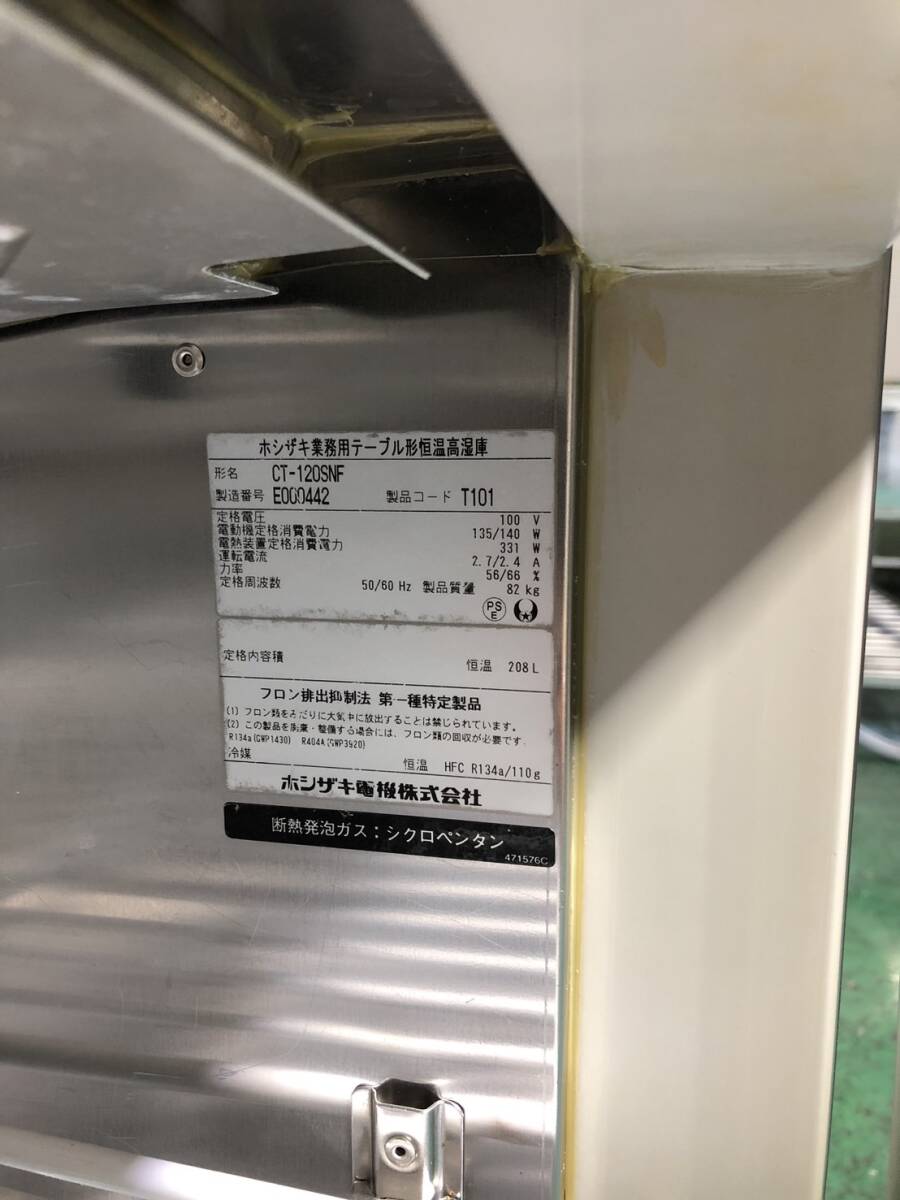 ホシザキ業務用テーブル形恒温高湿庫
形名 CT-120SNF
製造番号 E000442 製品コード T101
定格電圧 100 V
電動機定格消費電力 135/140 W
電熱装置定格消費電力 331 W
運転電流 2.7/2.4 A
力率 56/66 %
定格周波数 50/60 Hz 製品質量 82 kg
PS E
定格内容積 恒温 208 L
フロン排出抑制法 第一種特定製品
(1) フロン類をみだりに大気中に放出することは禁じられています。
(2) この製品を廃棄・整備する場合には、フロン類の回収が必要です。
R134a(GWP1430) R404A(GWP3920)
冷媒 恒温 HFC R134a/110g
ホシザキ電機株式会社
断熱発泡ガス：シクロペンタン
471576C